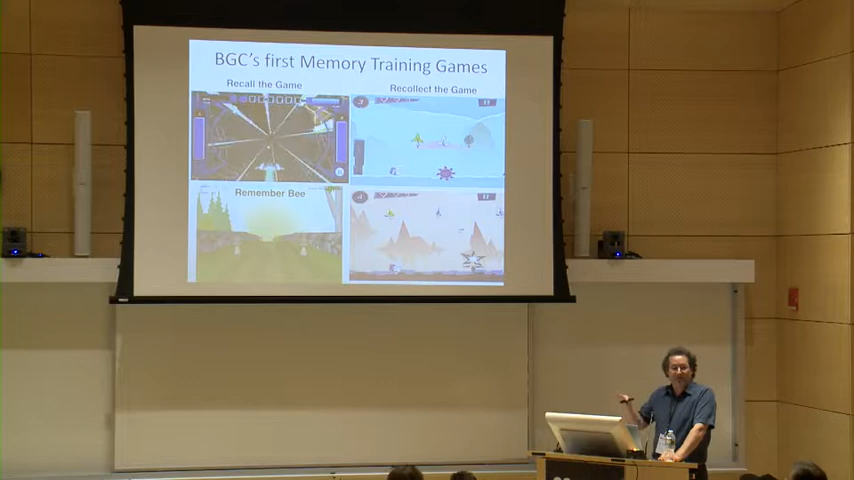 BGC's first Memory Training Games
Recall the Game
Recollect the Game
Remember Bee